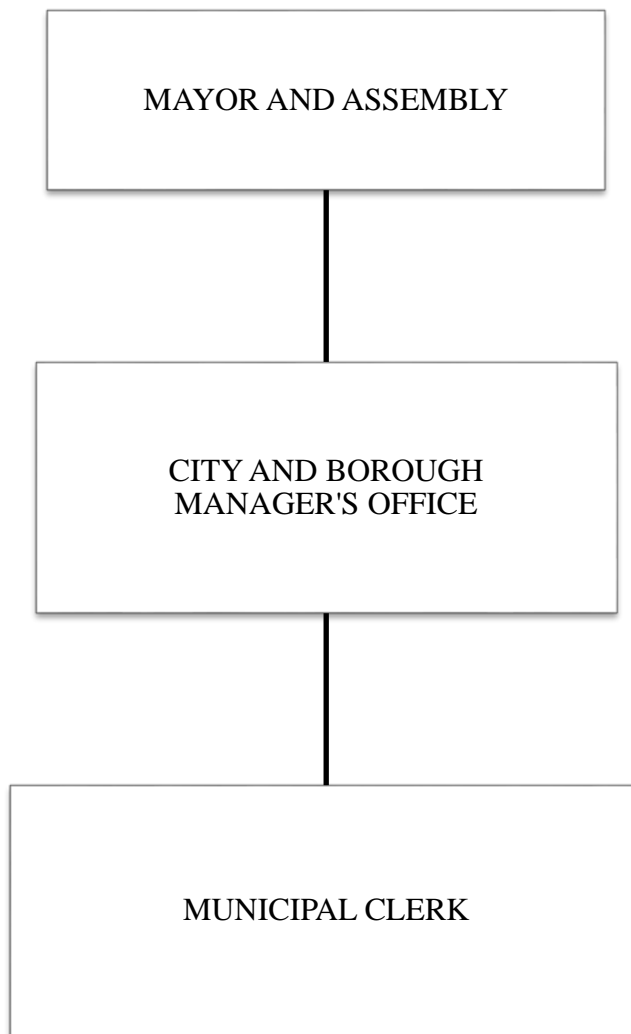 MAYOR AND ASSEMBLY
CITY AND BOROUGH
MANAGER'S OFFICE
MUNICIPAL CLERK